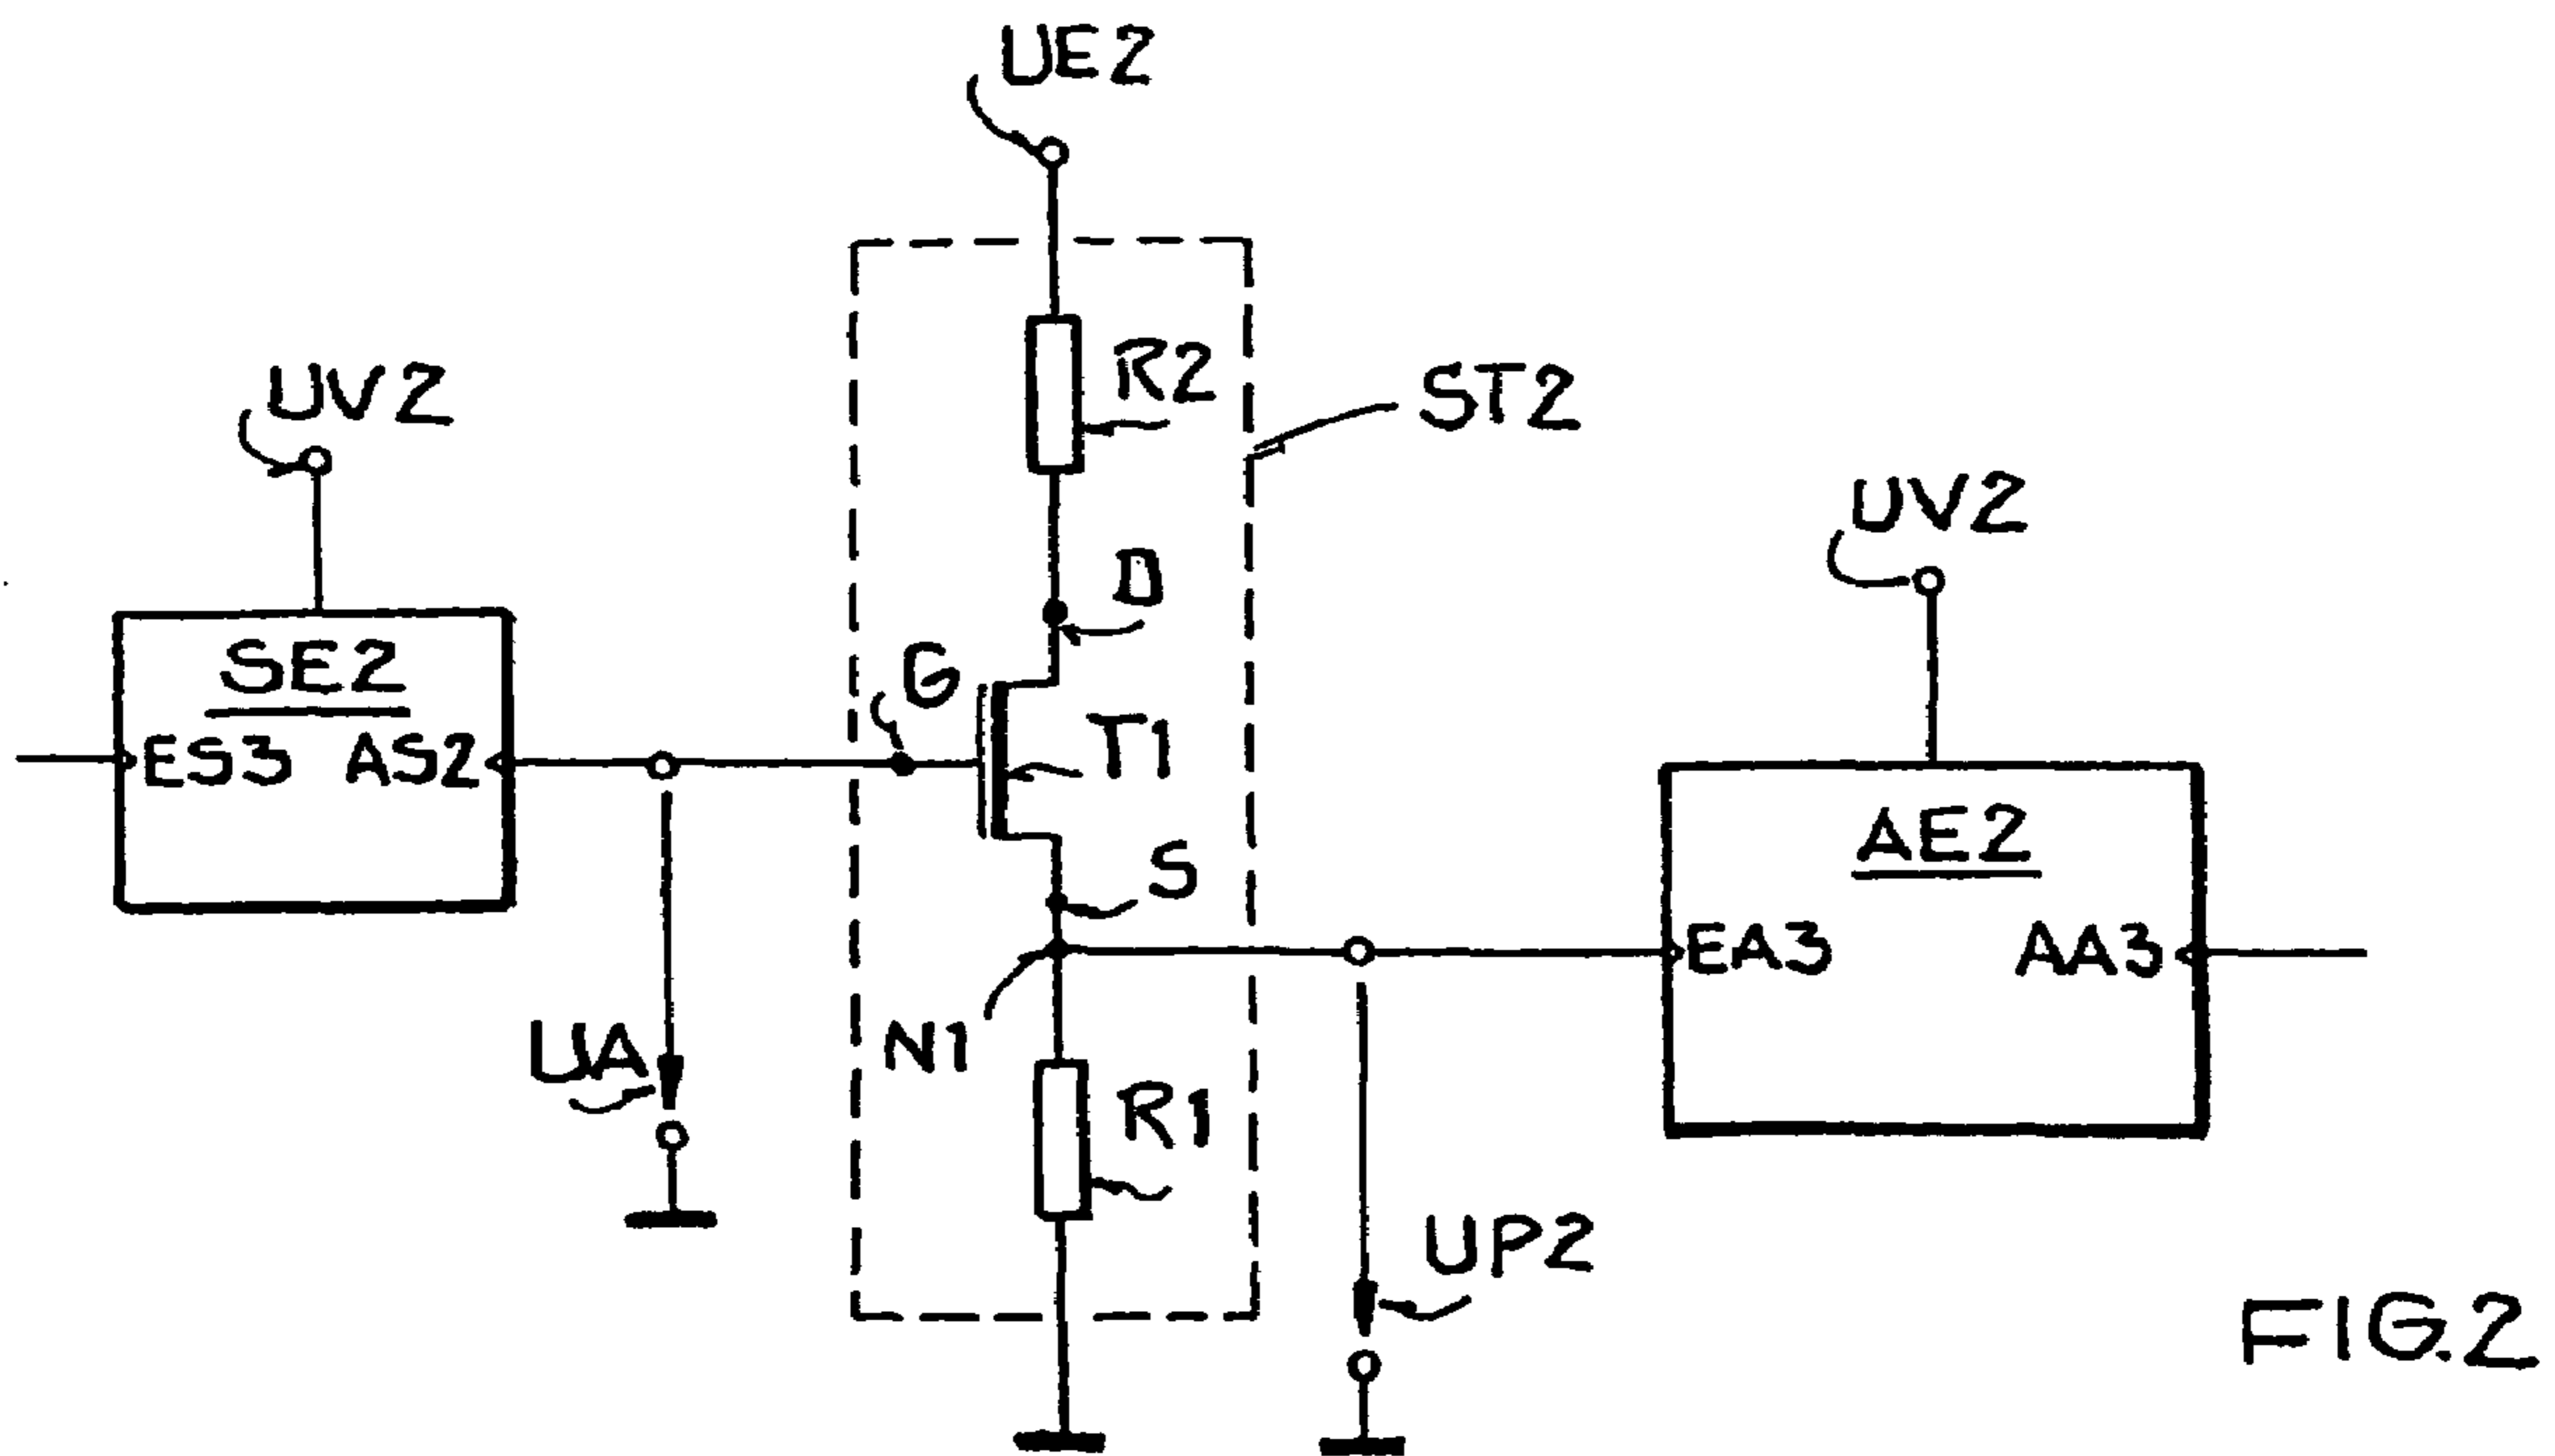 UE2
R2
ST2
UV2
UV2
D
SE2
G
T1
ES3 AS2
AE2
S
EA3 AA3
N1
UA
R1
UP2
FIG.2